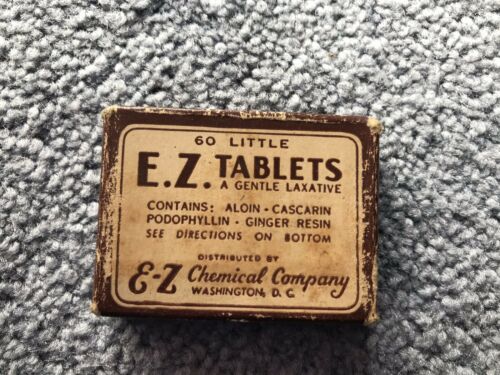 60 LITTLE
E.Z. TABLETS
A GENTLE LAXATIVE
CONTAINS: ALOIN - CASCARIN
PODOPHYLLIN - GINGER RESIN
SEE DIRECTIONS ON BOTTOM
DISTRIBUTED BY
E-Z Chemical Company
WASHINGTON, D. C.